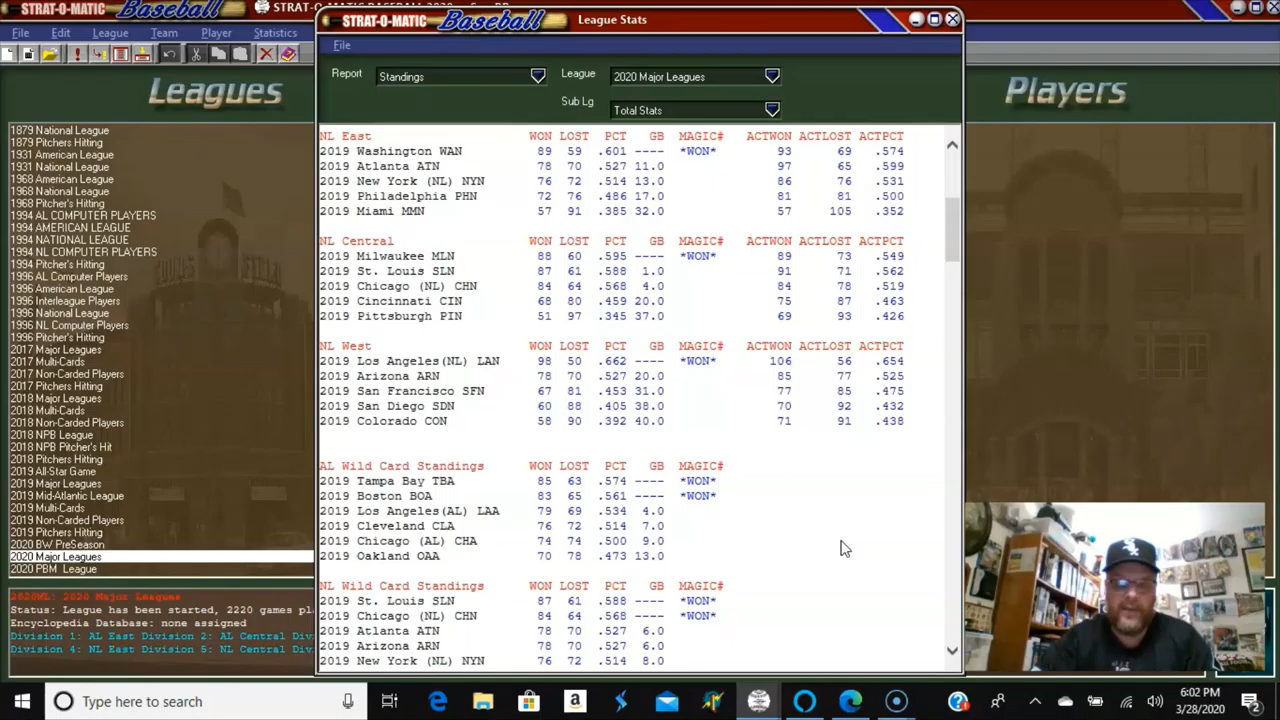 STRAT-O-MATIC Baseball
STRAT-O-MATIC Baseball League Stats
File Edit League Team Player Statistics
File
Report Standings League 2020 Major Leagues
Sub Lg Total Stats
Leagues
Players
1879 National League
1879 Pitchers Hitting
1931 American League
1931 National League
1968 American League
1968 National League
1968 Pitcher's Hitting
1994 AL COMPUTER PLAYERS
1994 AMERICAN LEAGUE
1994 NATIONAL LEAGUE
1994 NL COMPUTER PLAYERS
1994 Pitcher's Hitting
1996 AL Computer Players
1996 American League
1996 Interleague Players
1996 National League
1996 NL Computer Players
1996 Pitcher's Hitting
2017 Major Leagues
2017 Multi-Cards
2017 Non-Carded Players
2017 Pitchers Hitting
2018 Major Leagues
2018 Multi-Cards
2018 Non-Carded Players
2018 NPB League
2018 NPB Pitcher's Hit
2018 Pitchers Hitting
2019 All-Star Game
2019 Major Leagues
2019 Mid-Atlantic League
2019 Multi-Cards
2019 Non-Carded Players
2019 Pitchers Hitting
2020 BW PreSeason
2020 Major Leagues
2020 PBM League
2020ML: 2020 Major Leagues
Status: League has been started, 2220 games pl
Encyclopedia Database: none assigned
Division 1: AL East Division 2: AL Central Di
Division 4: NL East Division 5: NL Central Di
NL East WON LOST PCT GB MAGIC# ACTWON ACTLOST ACTPCT
2019 Washington WAN 89 59 .601 ---- *WON* 93 69 .574
2019 Atlanta ATN 78 70 .527 11.0 97 65 .599
2019 New York (NL) NYN 76 72 .514 13.0 86 76 .531
2019 Philadelphia PHN 72 76 .486 17.0 81 81 .500
2019 Miami MMN 57 91 .385 32.0 57 105 .352
NL Central WON LOST PCT GB MAGIC# ACTWON ACTLOST ACTPCT
2019 Milwaukee MLN 88 60 .595 ---- *WON* 89 73 .549
2019 St. Louis SLN 87 61 .588 1.0 91 71 .562
2019 Chicago (NL) CHN 84 64 .568 4.0 84 78 .519
2019 Cincinnati CIN 68 80 .459 20.0 75 87 .463
2019 Pittsburgh PIN 51 97 .345 37.0 69 93 .426
NL West WON LOST PCT GB MAGIC# ACTWON ACTLOST ACTPCT
2019 Los Angeles(NL) LAN 98 50 .662 ---- *WON* 106 56 .654
2019 Arizona ARN 78 70 .527 20.0 85 77 .525
2019 San Francisco SFN 67 81 .453 31.0 77 85 .475
2019 San Diego SDN 60 88 .405 38.0 70 92 .432
2019 Colorado CON 58 90 .392 40.0 71 91 .438
AL Wild Card Standings WON LOST PCT GB MAGIC#
2019 Tampa Bay TBA 85 63 .574 ---- *WON*
2019 Boston BOA 83 65 .561 ---- *WON*
2019 Los Angeles(AL) LAA 79 69 .534 4.0
2019 Cleveland CLA 76 72 .514 7.0
2019 Chicago (AL) CHA 74 74 .500 9.0
2019 Oakland OAA 70 78 .473 13.0
NL Wild Card Standings WON LOST PCT GB MAGIC#
2019 St. Louis SLN 87 61 .588 ---- *WON*
2019 Chicago (NL) CHN 84 64 .568 ---- *WON*
2019 Atlanta ATN 78 70 .527 6.0
2019 Arizona ARN 78 70 .527 6.0
2019 New York (NL) NYN 76 72 .514 8.0
Type here to search
6:02 PM
3/28/2020
2